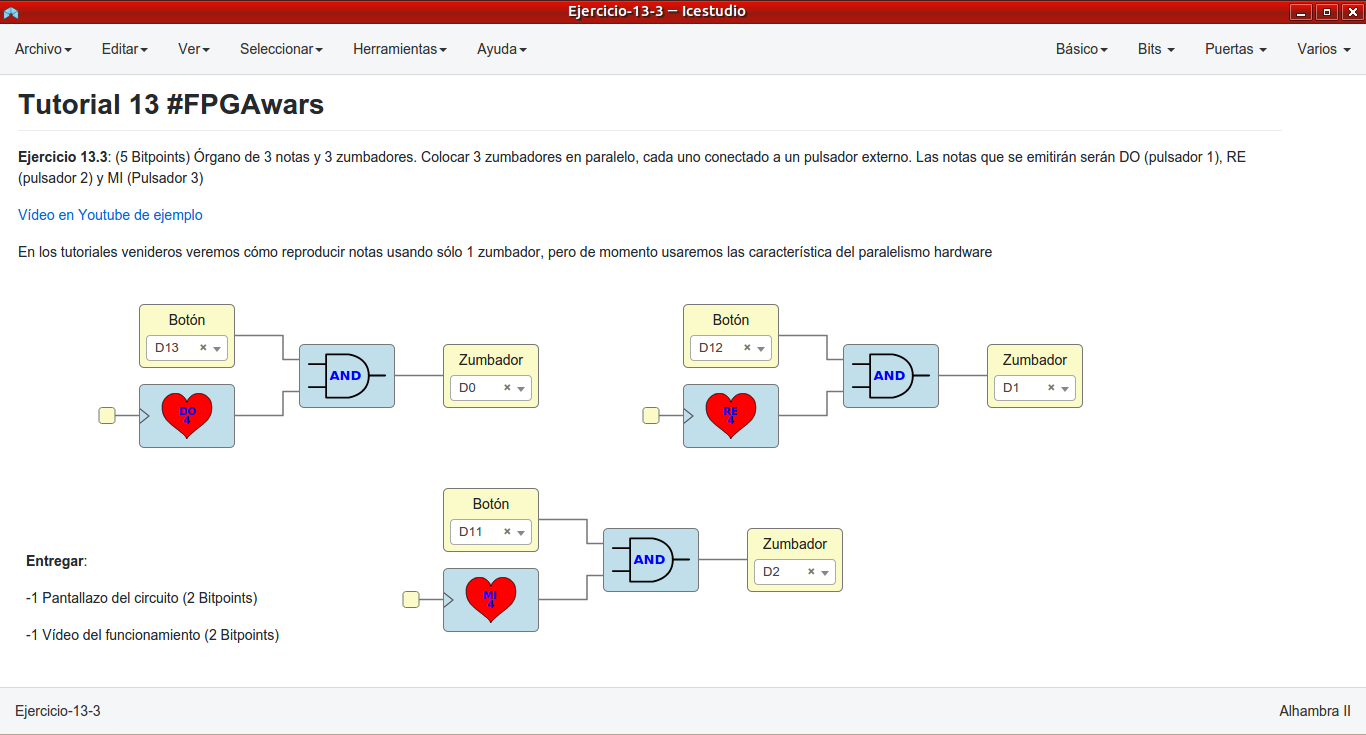 Ejercicio-13-3 — Icestudio
Archivo Editar Ver Seleccionar Herramientas Ayuda Básico Bits Puertas Varios
Tutorial 13 #FPGAwars
Ejercicio 13.3: (5 Bitpoints) Órgano de 3 notas y 3 zumbadores. Colocar 3 zumbadores en paralelo, cada uno conectado a un pulsador externo. Las notas que se emitirán serán DO (pulsador 1), RE
(pulsador 2) y MI (Pulsador 3)
Vídeo en Youtube de ejemplo
En los tutoriales venideros veremos cómo reproducir notas usando sólo 1 zumbador, pero de momento usaremos las característica del paralelismo hardware
Botón
D13
DO
4
AND
Zumbador
D0
Botón
D12
RE
4
AND
Zumbador
D1
Botón
D11
MI
4
AND
Zumbador
D2
Entregar:
-1 Pantallazo del circuito (2 Bitpoints)
-1 Vídeo del funcionamiento (2 Bitpoints)
Ejercicio-13-3 Alhambra II